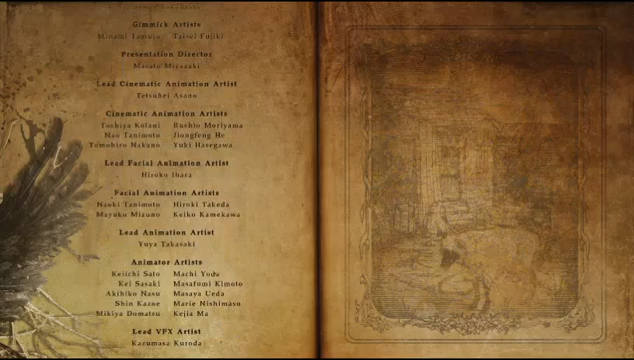 Gimmick Artists
Minami Tamura Taisei Fujiki
Presentation Director
Masato Miyazaki
Lead Cinematic Animation Artist
Tetsuhei Asano
Cinematic Animation Artists
Toshiya Kotani Rushio Moriyama
Nao Tanimoto Jiongfeng He
Tomohiro Nakano Yuki Hasegawa
Lead Facial Animation Artist
Hiroko Ihara
Facial Animation Artists
Naoki Tanimoto Hiroki Takeda
Mayuko Mizuno Keiko Kamekawa
Lead Animation Artist
Yuya Takasaki
Animator Artists
Keiichi Sato Machi Yoda
Kei Sasaki Masafumi Kimoto
Akihiko Nasu Masaya Ueda
Shin Kazoe Marie Nishimaso
Mikiya Domatsu Kejia Ma
Lead VFX Artist
Kazumasa Kuroda